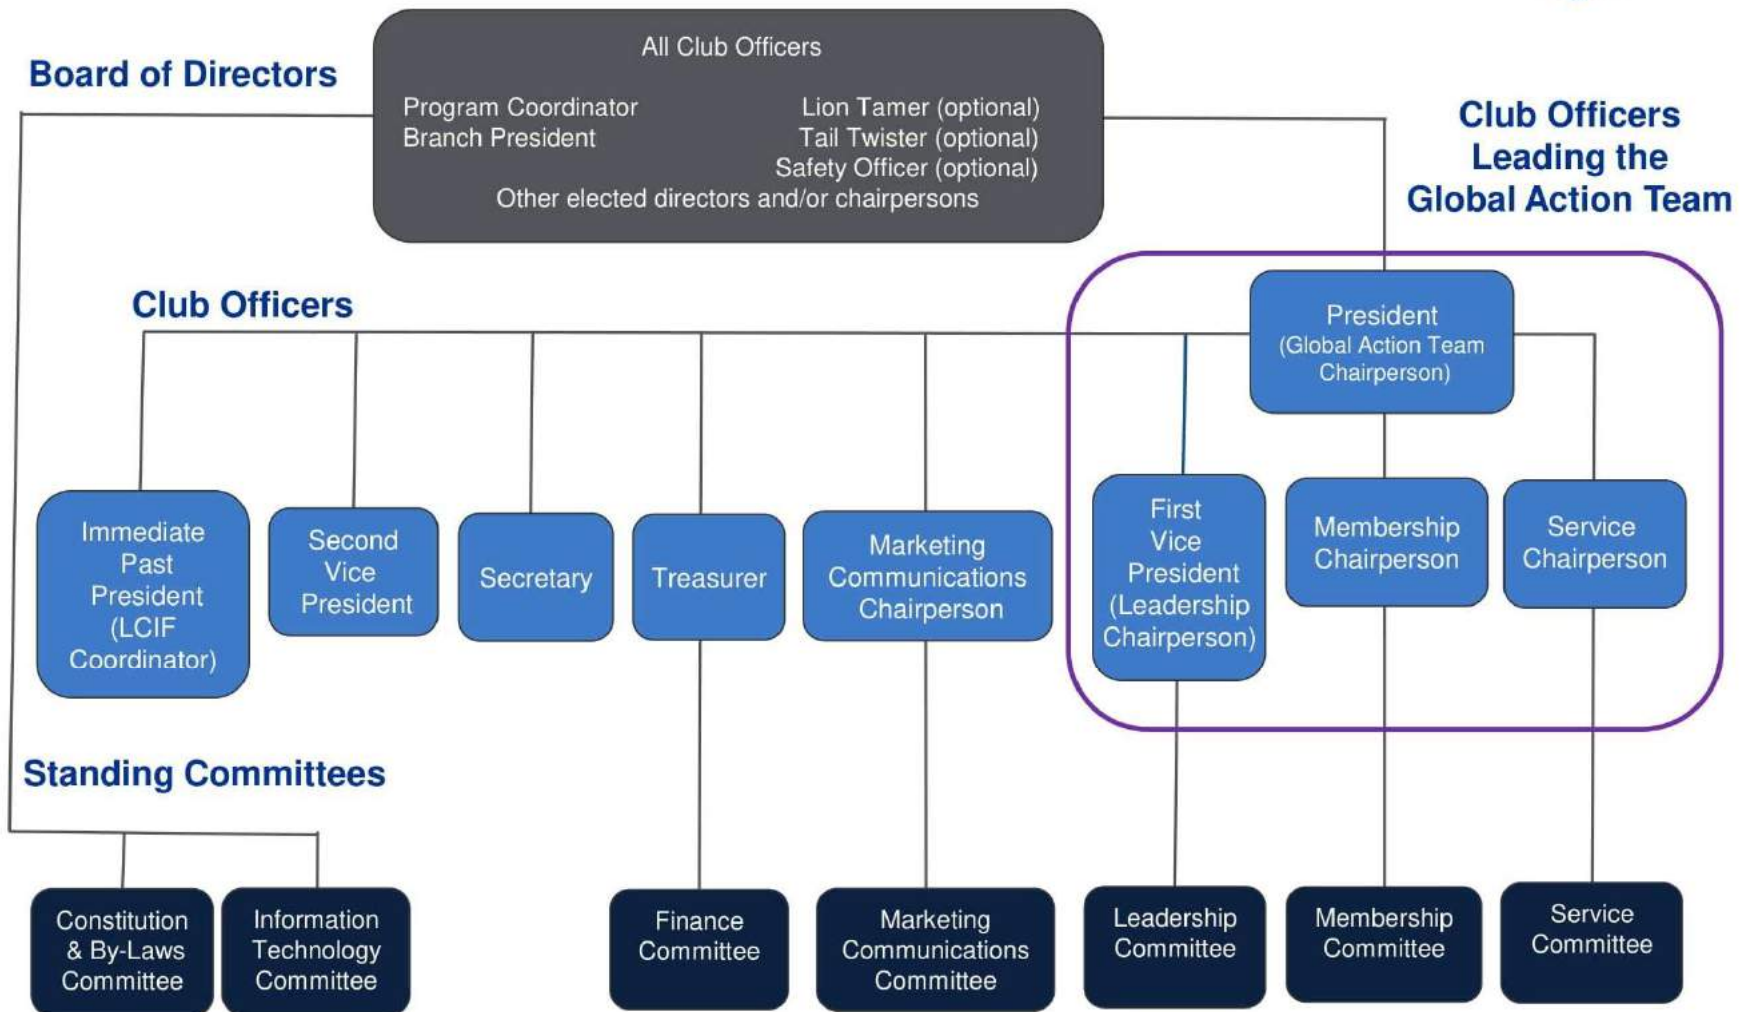 All Club Officers
Board of Directors
Program Coordinator
Lion Tamer (optional)
Branch President
Tail Twister (optional)
Safety Officer (optional)
Other elected directors and/or chairpersons
Club Officers
Leading the
Global Action Team
Club Officers
President
(Global Action Team
Chairperson)
Immediate
Past
President
(LCIF
Coordinator)
Second
Vice
President
Secretary
Treasurer
Marketing
Communications
Chairperson
First
Vice
President
(Leadership
Chairperson)
Membership
Chairperson
Service
Chairperson
Standing Committees
Constitution
& By-Laws
Committee
Information
Technology
Committee
Finance
Committee
Marketing
Communications
Committee
Leadership
Committee
Membership
Committee
Service
Committee